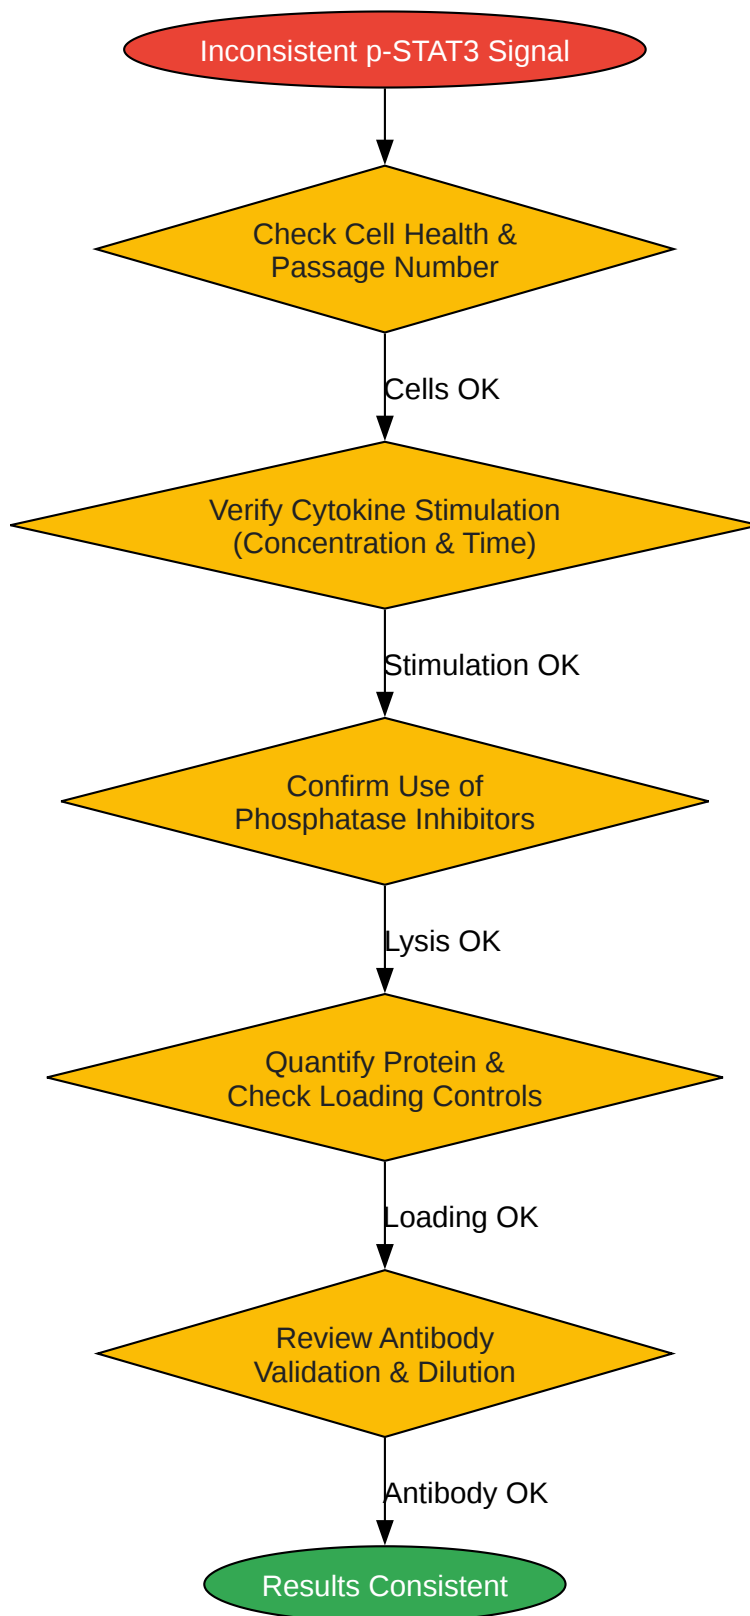 Inconsistent p-STAT3 Signal
Check Cell Health &
Passage Number
Cells OK
Verify Cytokine Stimulation
(Concentration & Time)
Stimulation OK
Confirm Use of
Phosphatase Inhibitors
Lysis OK
Quantify Protein &
Check Loading Controls
Loading OK
Review Antibody
Validation & Dilution
Antibody OK
Results Consistent